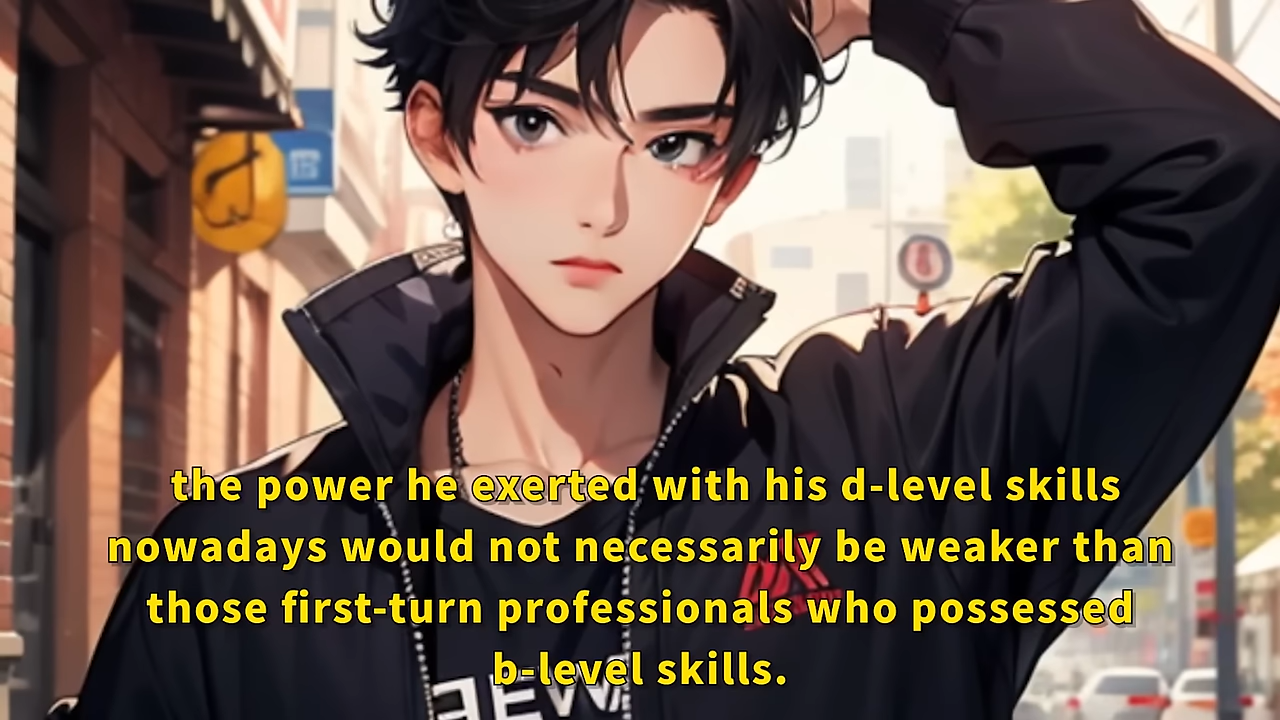 the power he exerted with his d-level skills
nowadays would not necessarily be weaker than
those first-turn professionals who possessed
b-level skills.